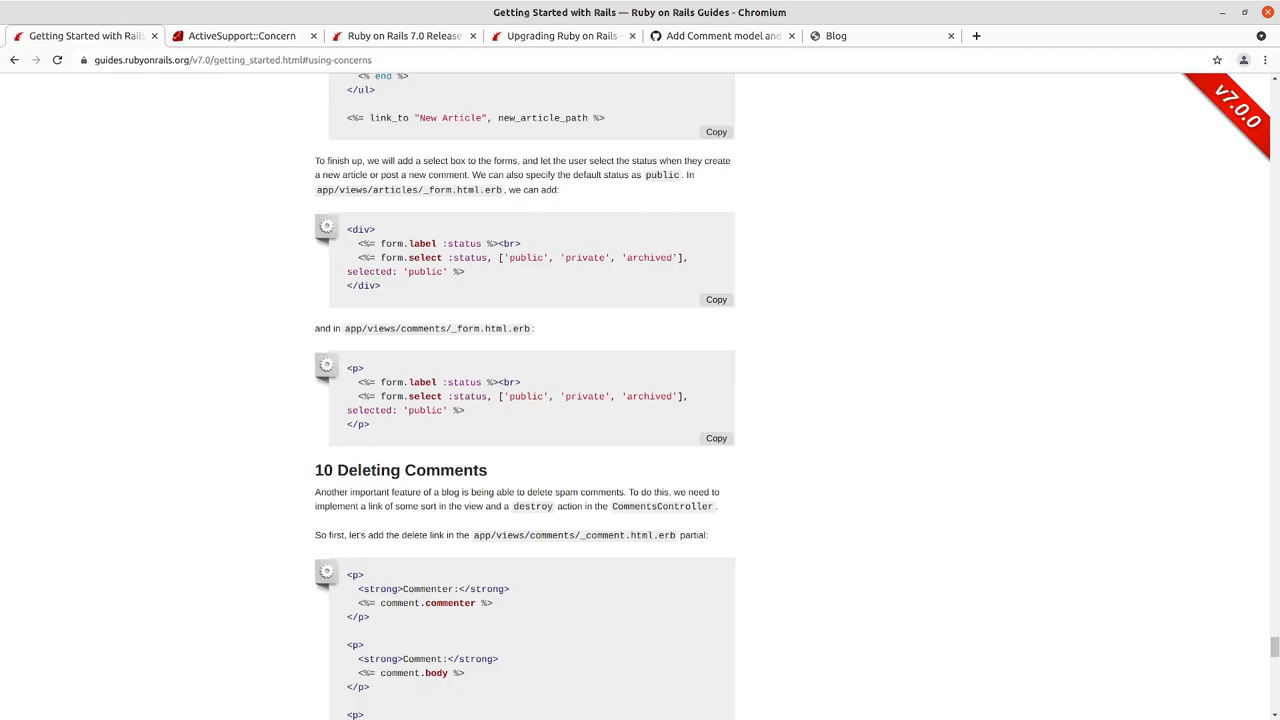 Getting Started with Rails — Ruby on Rails Guides - Chromium
Getting Started with Rails
ActiveSupport::Concern
Ruby on Rails 7.0 Release
Upgrading Ruby on Rails –
Add Comment model and
Blog
guides.rubyonrails.org/v7.0/getting_started.html#using-concerns
v7.0.0
<% end %>
</ul>
<%= link_to "New Article", new_article_path %>
Copy
To finish up, we will add a select box to the forms, and let the user select the status when they create
a new article or post a new comment. We can also specify the default status as public. In
app/views/articles/_form.html.erb, we can add:
<div>
<%= form.label :status %><br>
<%= form.select :status, ['public', 'private', 'archived'],
selected: 'public' %>
</div>
Copy
and in app/views/comments/_form.html.erb:
<p>
<%= form.label :status %><br>
<%= form.select :status, ['public', 'private', 'archived'],
selected: 'public' %>
</p>
Copy
10 Deleting Comments
Another important feature of a blog is being able to delete spam comments. To do this, we need to
implement a link of some sort in the view and a destroy action in the CommentsController.
So first, let's add the delete link in the app/views/comments/_comment.html.erb partial:
<p>
<strong>Commenter:</strong>
<%= comment.commenter %>
</p>
<p>
<strong>Comment:</strong>
<%= comment.body %>
</p>
<p>